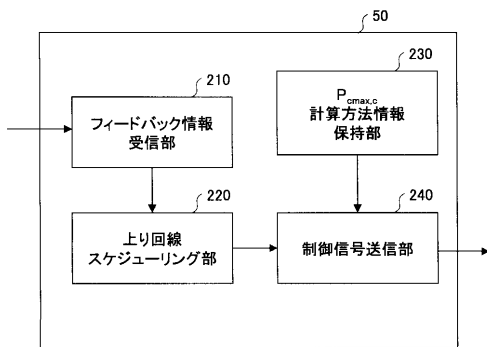 50
210
フィードバック情報
受信部
230
Pcmax,c
計算方法情報
保持部
220
上り回線
スケジューリング部
240
制御信号送信部